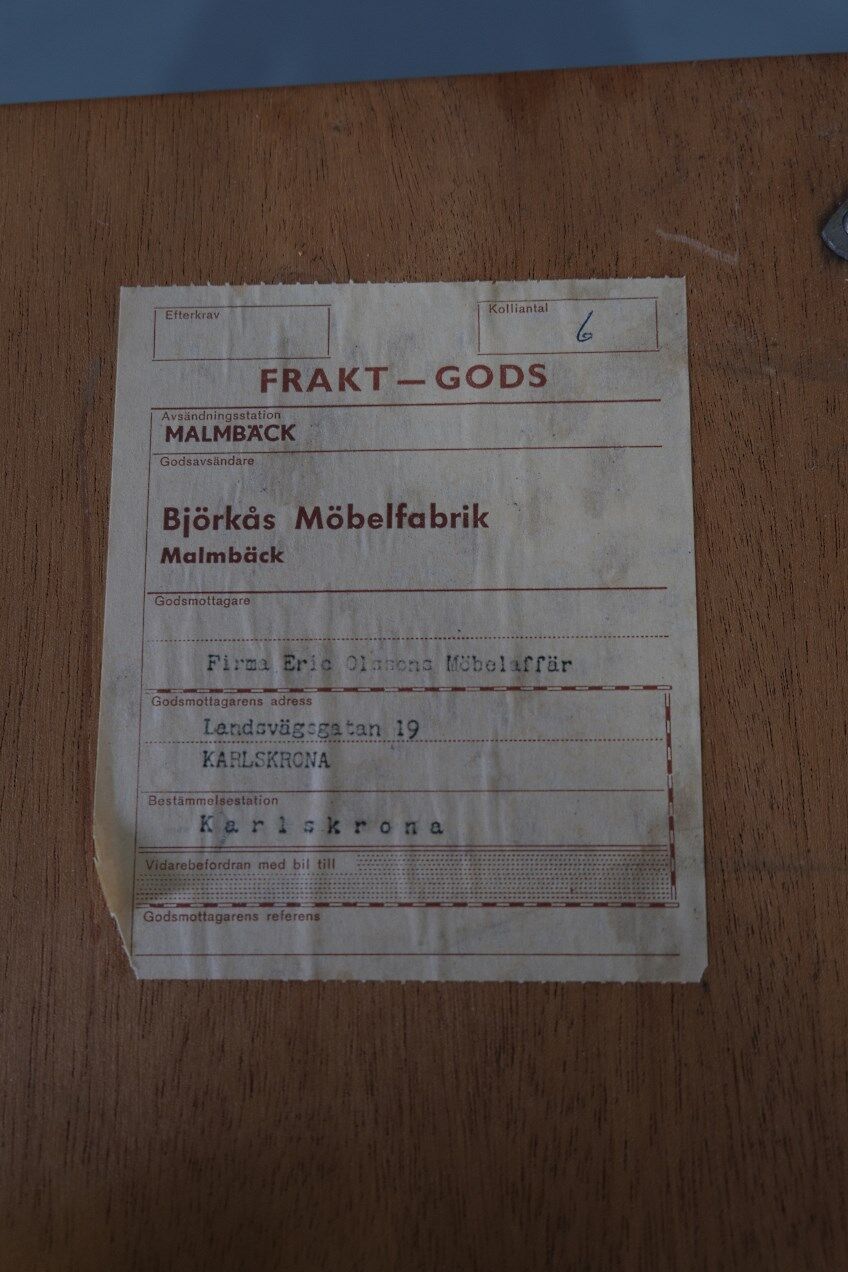 Efterkrav
Kolliantal
6
FRAKT — GODS
Avsändningsstation
MALMBÄCK
Godsavsändare
Björkås Möbelfabrik
Malmbäck
Godsmottagare
Firma Eric Olssons Möbelaffär
Godsmottagarens adress
Landsvägsgatan 19
KARLSKRONA
Bestämmelsestation
Karlskrona
Vidarebefordran med bil till
Godsmottagarens referens